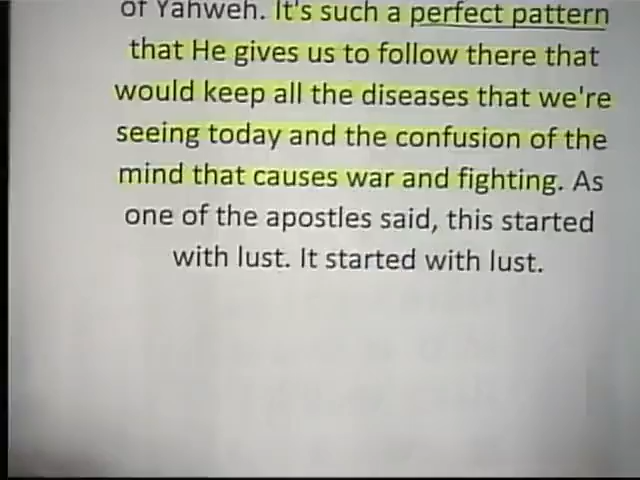 of Yahweh. It's such a perfect pattern
that He gives us to follow there that
would keep all the diseases that we're
seeing today and the confusion of the
mind that causes war and fighting. As
one of the apostles said, this started
with lust. It started with lust.